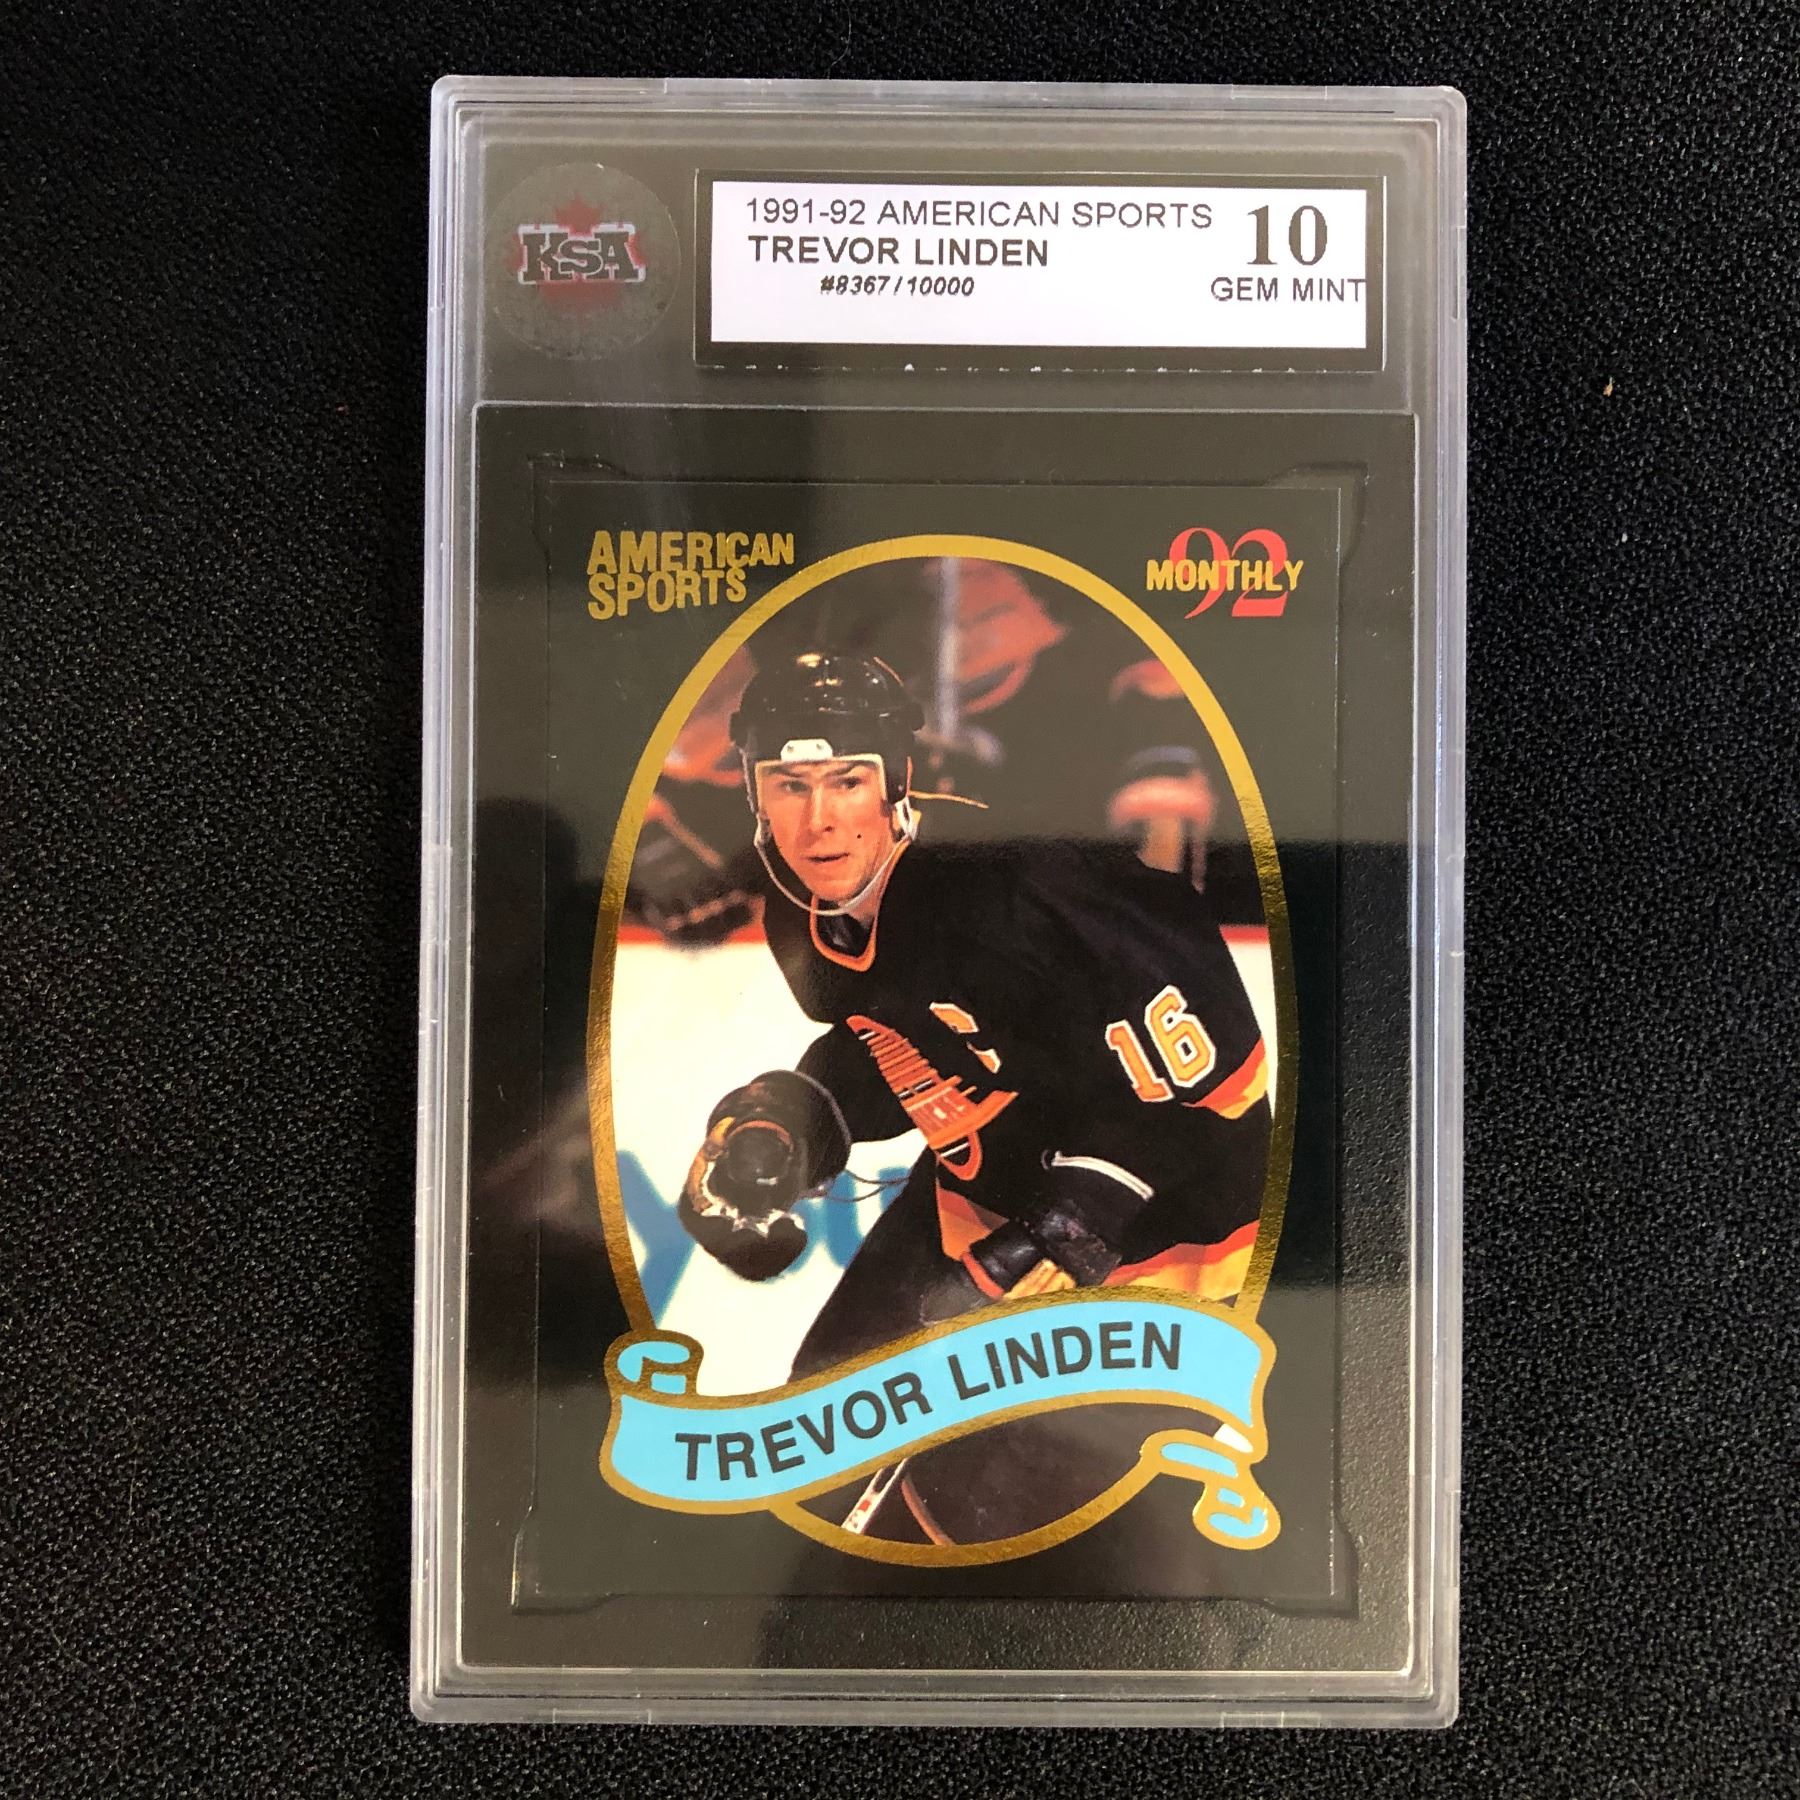 KSA
1991-92 AMERICAN SPORTS
TREVOR LINDEN
#8367/10000
10
GEM MINT
AMERICAN
SPORTS
92
MONTHLY
16
TREVOR LINDEN